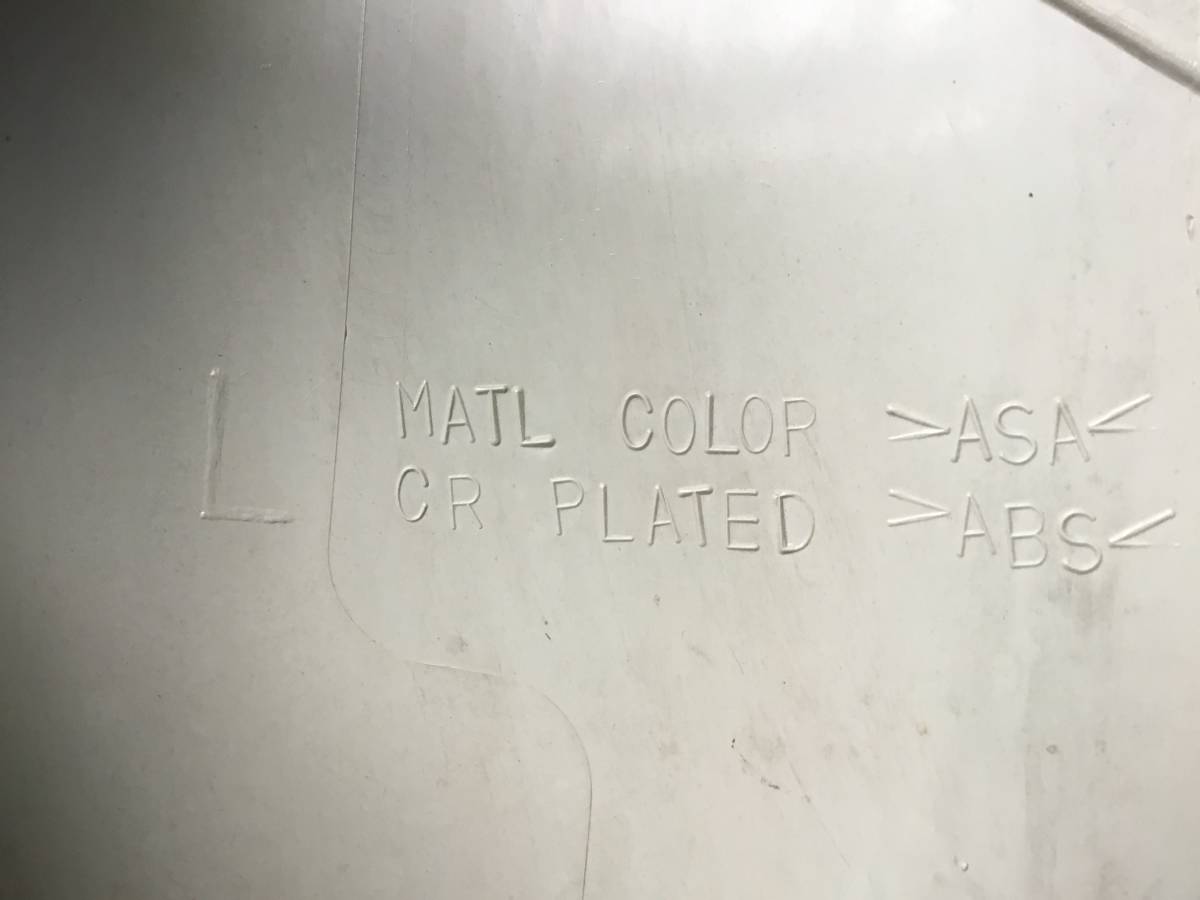 L
MATL COLOR >ASA<
CR PLATED >ABS<